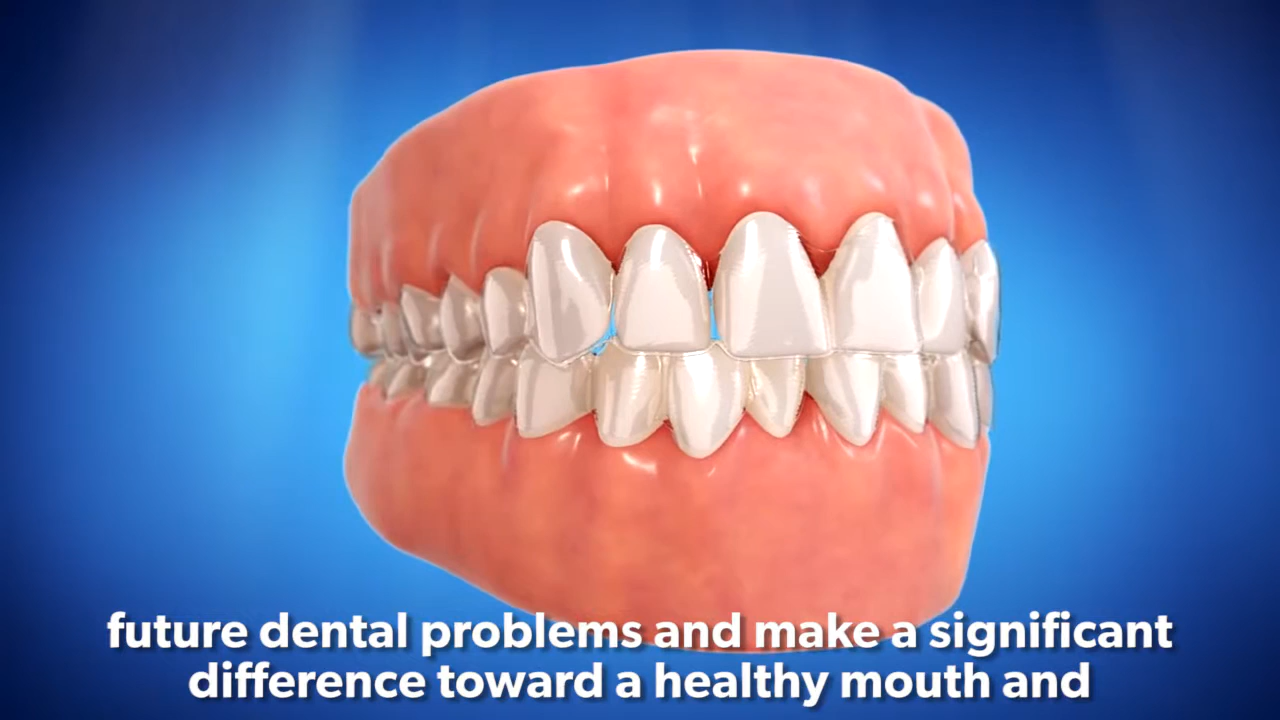 future dental problems and make a significant
difference toward a healthy mouth and